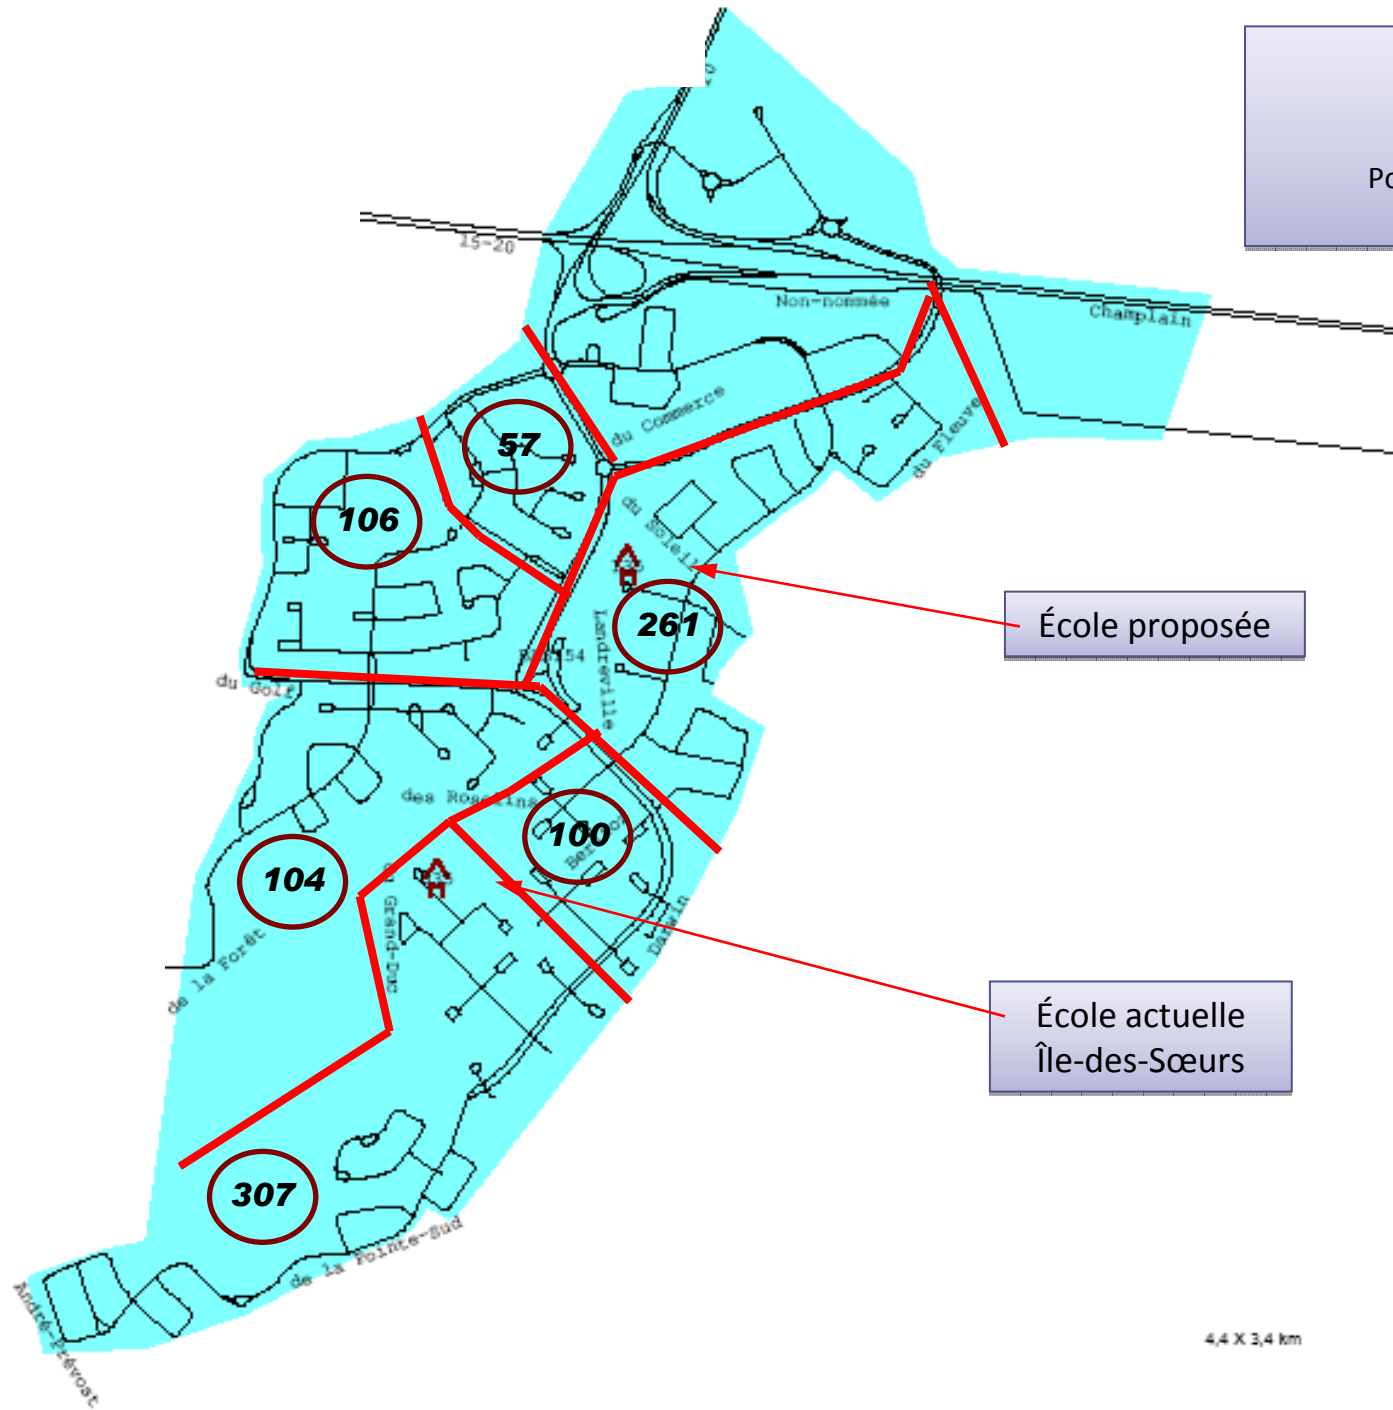 Po
15-20
Non-nommée
Champlain
du Commerce
du Fleuve
57
106
du Soleil
261
École proposée
Landreville
du Golf
des Roselins
100
104
du Grand-Duc
Darwin
de la Forêt
École actuelle
Île-des-Sœurs
307
de la Pointe-Sud
André-Prévost
4,4 X 3,4 km